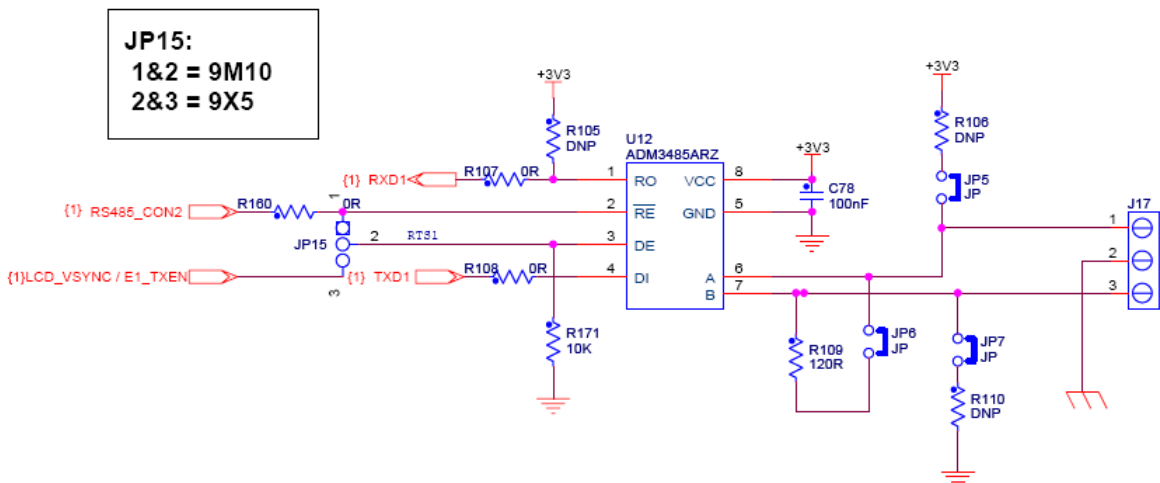 JP15:
1&2 = 9M10
2&3 = 9X5
+3V3
R105
DNP
U12
ADM3485ARZ
+3V3
R106
DNP
JP5
JP
+3V3
C78
100nF
{1} RXD1
R107 0R
1 RO VCC 8
{1} RS485_CON2
R160 0R
2 RE GND 5
1
JP15 2 RTS1
3 DE
{1}LCD_VSYNC / E1_TXEN
3
{1} TXD1
R108 0R
4 DI A 6
B 7
J17
1
2
3
R171
10K
R109
120R
JP6
JP
JP7
JP
R110
DNP